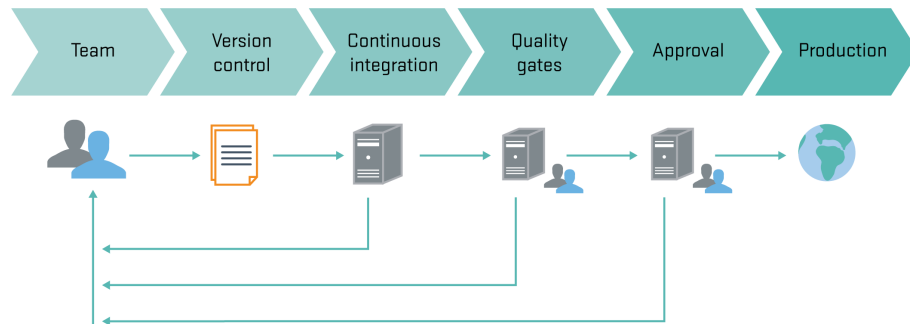 Team
Version
control
Continuous
integration
Quality
gates
Approval
Production